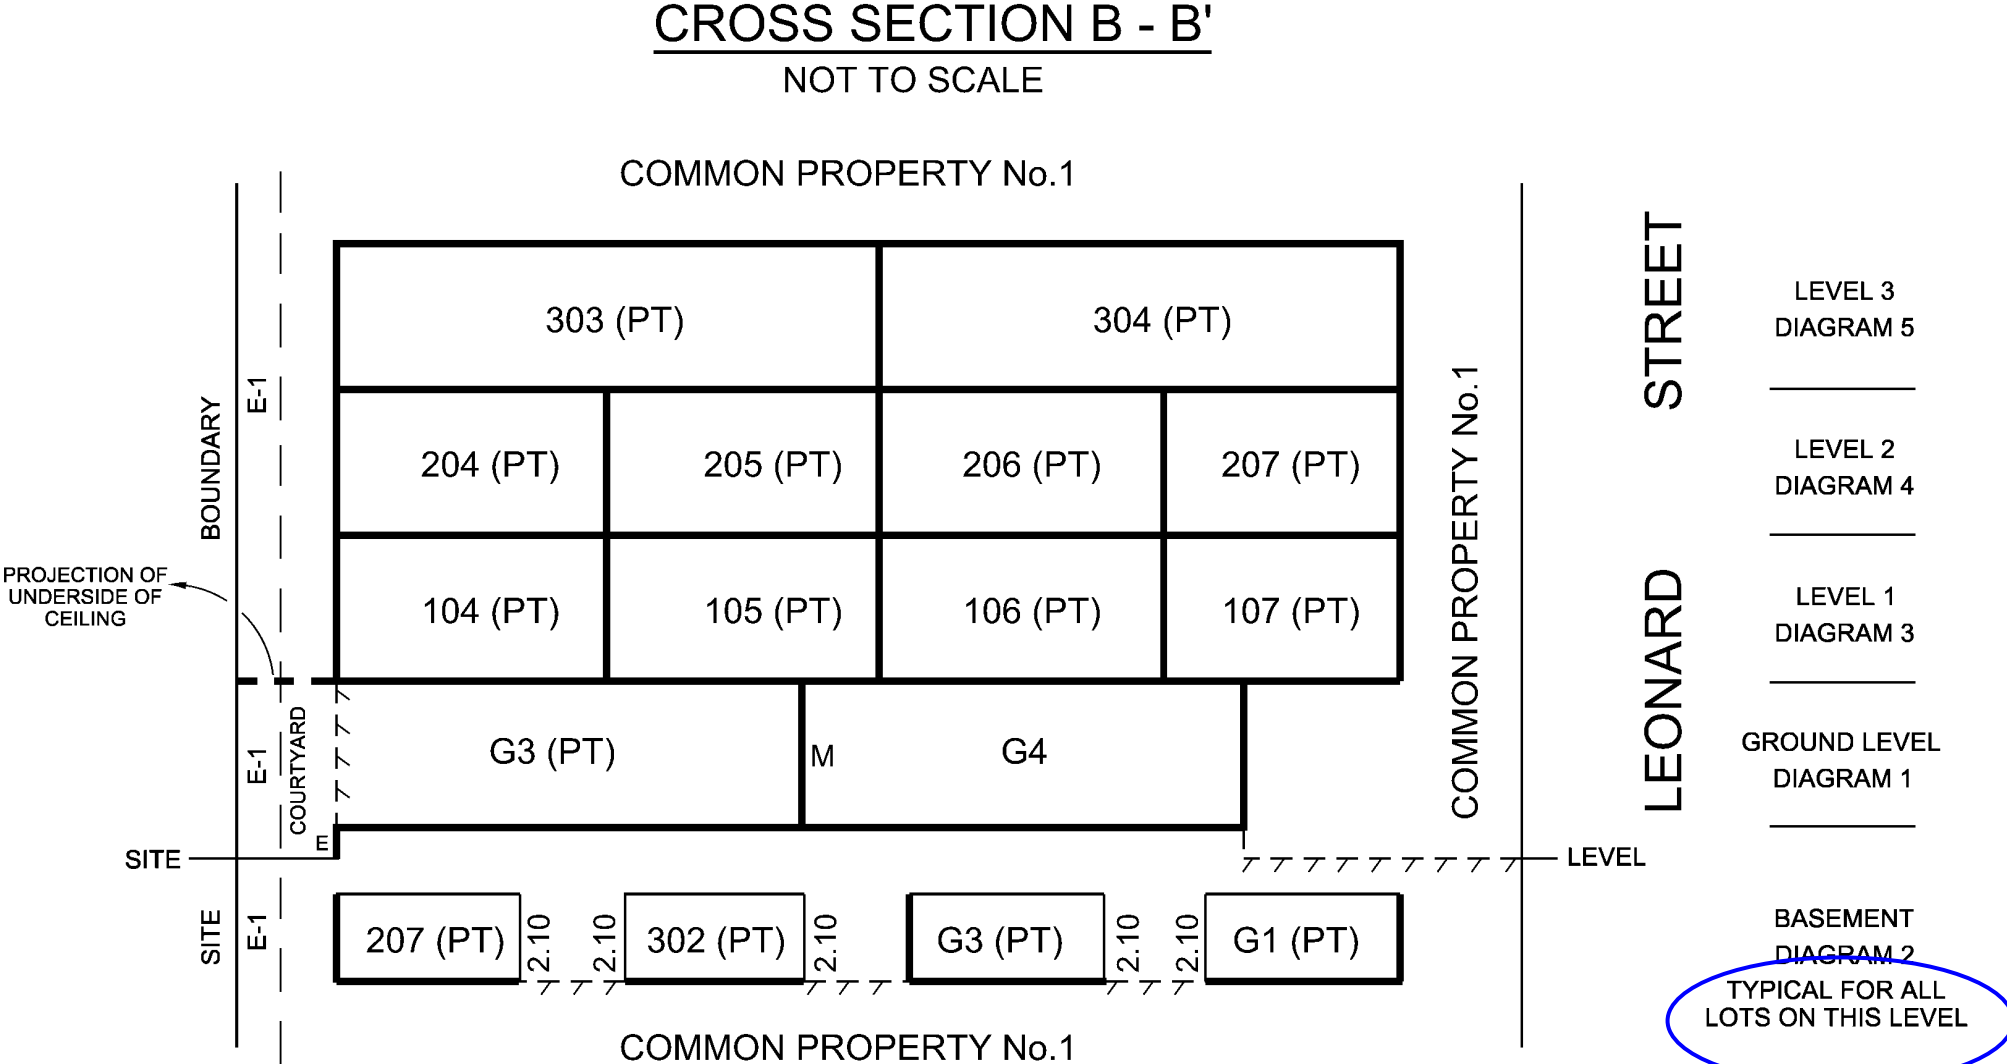 CROSS SECTION B - B'
NOT TO SCALE
COMMON PROPERTY No.1
303 (PT)
304 (PT)
LEVEL 3
DIAGRAM 5
STREET
E-1
BOUNDARY
204 (PT)
205 (PT)
206 (PT)
207 (PT)
COMMON PROPERTY No.1
LEVEL 2
DIAGRAM 4
PROJECTION OF
UNDERSIDE OF
CEILING
104 (PT)
105 (PT)
106 (PT)
107 (PT)
LEONARD
LEVEL 1
DIAGRAM 3
E-1
COURTYARD
G3 (PT)
M
G4
GROUND LEVEL
DIAGRAM 1
E
SITE
LEVEL
SITE
E-1
207 (PT)
2.10
2.10
302 (PT)
2.10
G3 (PT)
2.10
2.10
G1 (PT)
BASEMENT
DIAGRAM 2
TYPICAL FOR ALL
LOTS ON THIS LEVEL
COMMON PROPERTY No.1